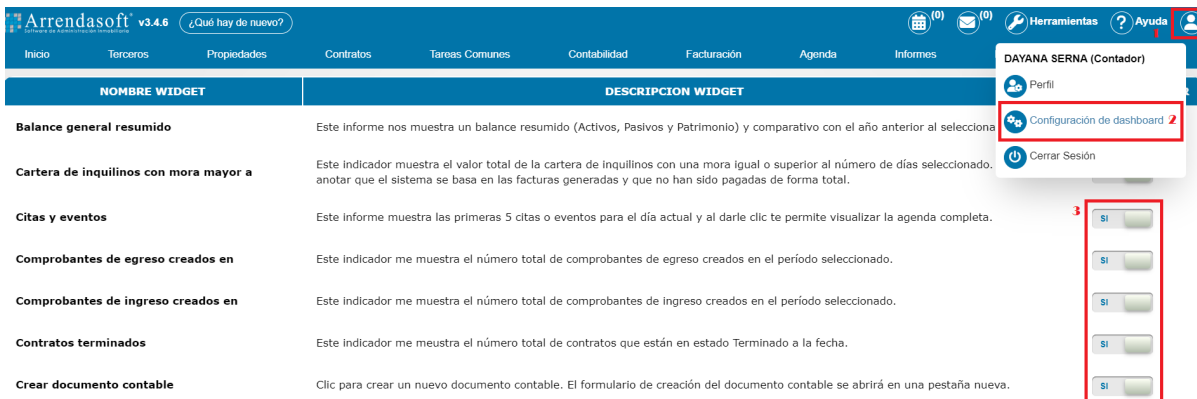 Arrendasoft® v3.4.6 ¿Qué hay de nuevo? (0) (0) Herramientas ? Ayuda
Software de Administración Inmobiliaria
1
Inicio Terceros Propiedades Contratos Tareas Comunes Contabilidad Facturación Agenda Informes
DAYANA SERNA (Contador)
Perfil
Configuración de dashboard 2
Cerrar Sesión
NOMBRE WIDGET DESCRIPCION WIDGET
Balance general resumido Este informe nos muestra un balance resumido (Activos, Pasivos y Patrimonio) y comparativo con el año anterior al selecciona
Cartera de inquilinos con mora mayor a Este indicador muestra el valor total de la cartera de inquilinos con una mora igual o superior al número de días seleccionado.
anotar que el sistema se basa en las facturas generadas y que no han sido pagadas de forma total.
Citas y eventos Este informe muestra las primeras 5 citas o eventos para el día actual y al darle clic te permite visualizar la agenda completa. 3 SI
Comprobantes de egreso creados en Este indicador me muestra el número total de comprobantes de egreso creados en el período seleccionado. SI
Comprobantes de ingreso creados en Este indicador me muestra el número total de comprobantes de ingreso creados en el período seleccionado. SI
Contratos terminados Este indicador me meustra el número total de contratos que están en estado Terminado a la fecha. SI
Crear documento contable Clic para crear un nuevo documento contable. El formulario de creación del documento contable se abrirá en una pestaña nueva. SI